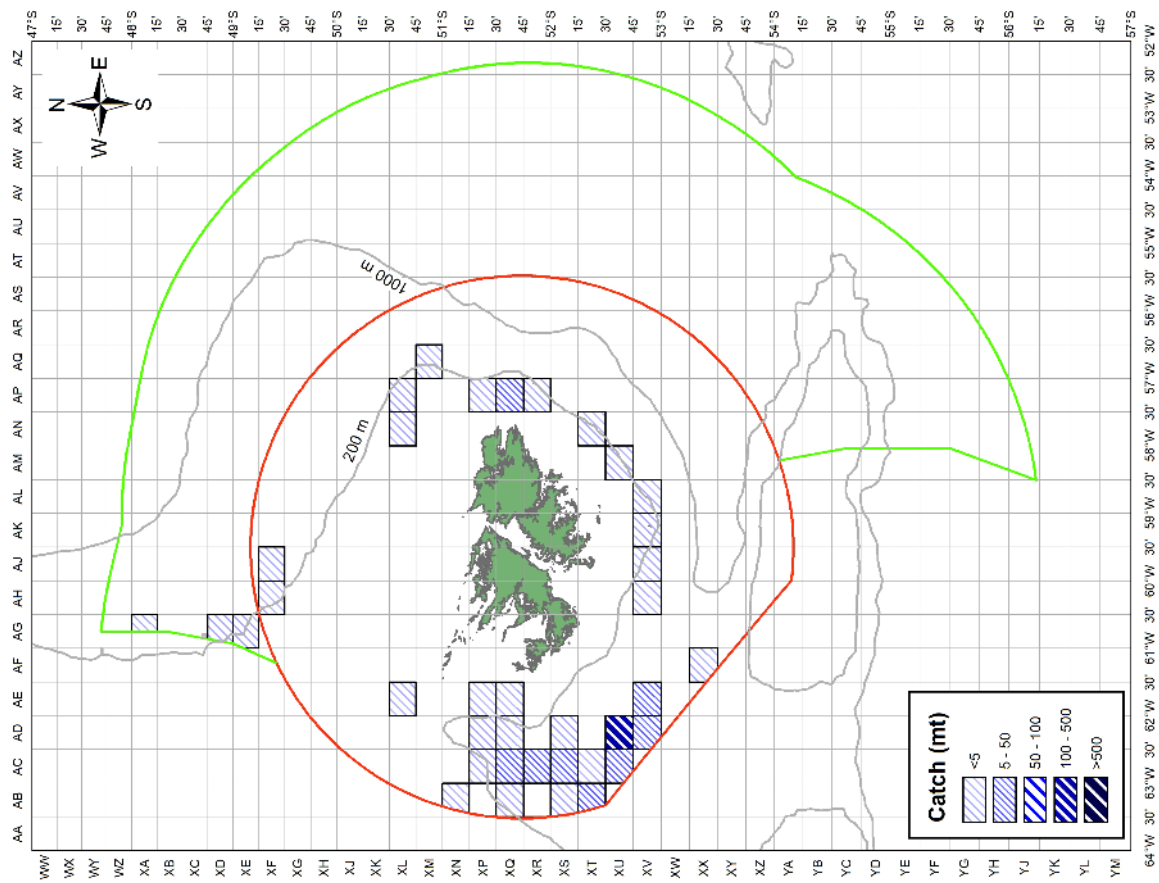 AA AB AC AD AE AF AG AH AJ AK AL AM AN AP AQ AR AS AT AU AV AW AX AY AZ
47°S
WW
15'
WX
30'
WY
45'
WZ
48°S
XA
15'
XB
30'
XC
45'
XD
49°S
XE
15'
XF
30'
XG
45'
XH
50°S
XJ
15'
XK
30'
XL
45'
XM
51°S
XN
15'
XP
30'
XQ
45'
XR
52°S
XS
15'
XT
30'
XU
45'
XV
53°S
XW
15'
XX
30'
XY
45'
XZ
54°S
YA
15'
YB
30'
YC
45'
YD
55°S
YE
15'
YF
30'
YG
45'
YH
56°S
YJ
15'
YK
30'
YL
45'
YM
57°S
64°W 30' 63°W 30' 62°W 30' 61°W 30' 60°W 30' 59°W 30' 58°W 30' 57°W 30' 56°W 30' 55°W 30' 54°W 30' 53°W 30' 52°W
N
W E
S
200 m
1000 m
Catch (mt)
<5
5 - 50
50 - 100
100 - 500
>500